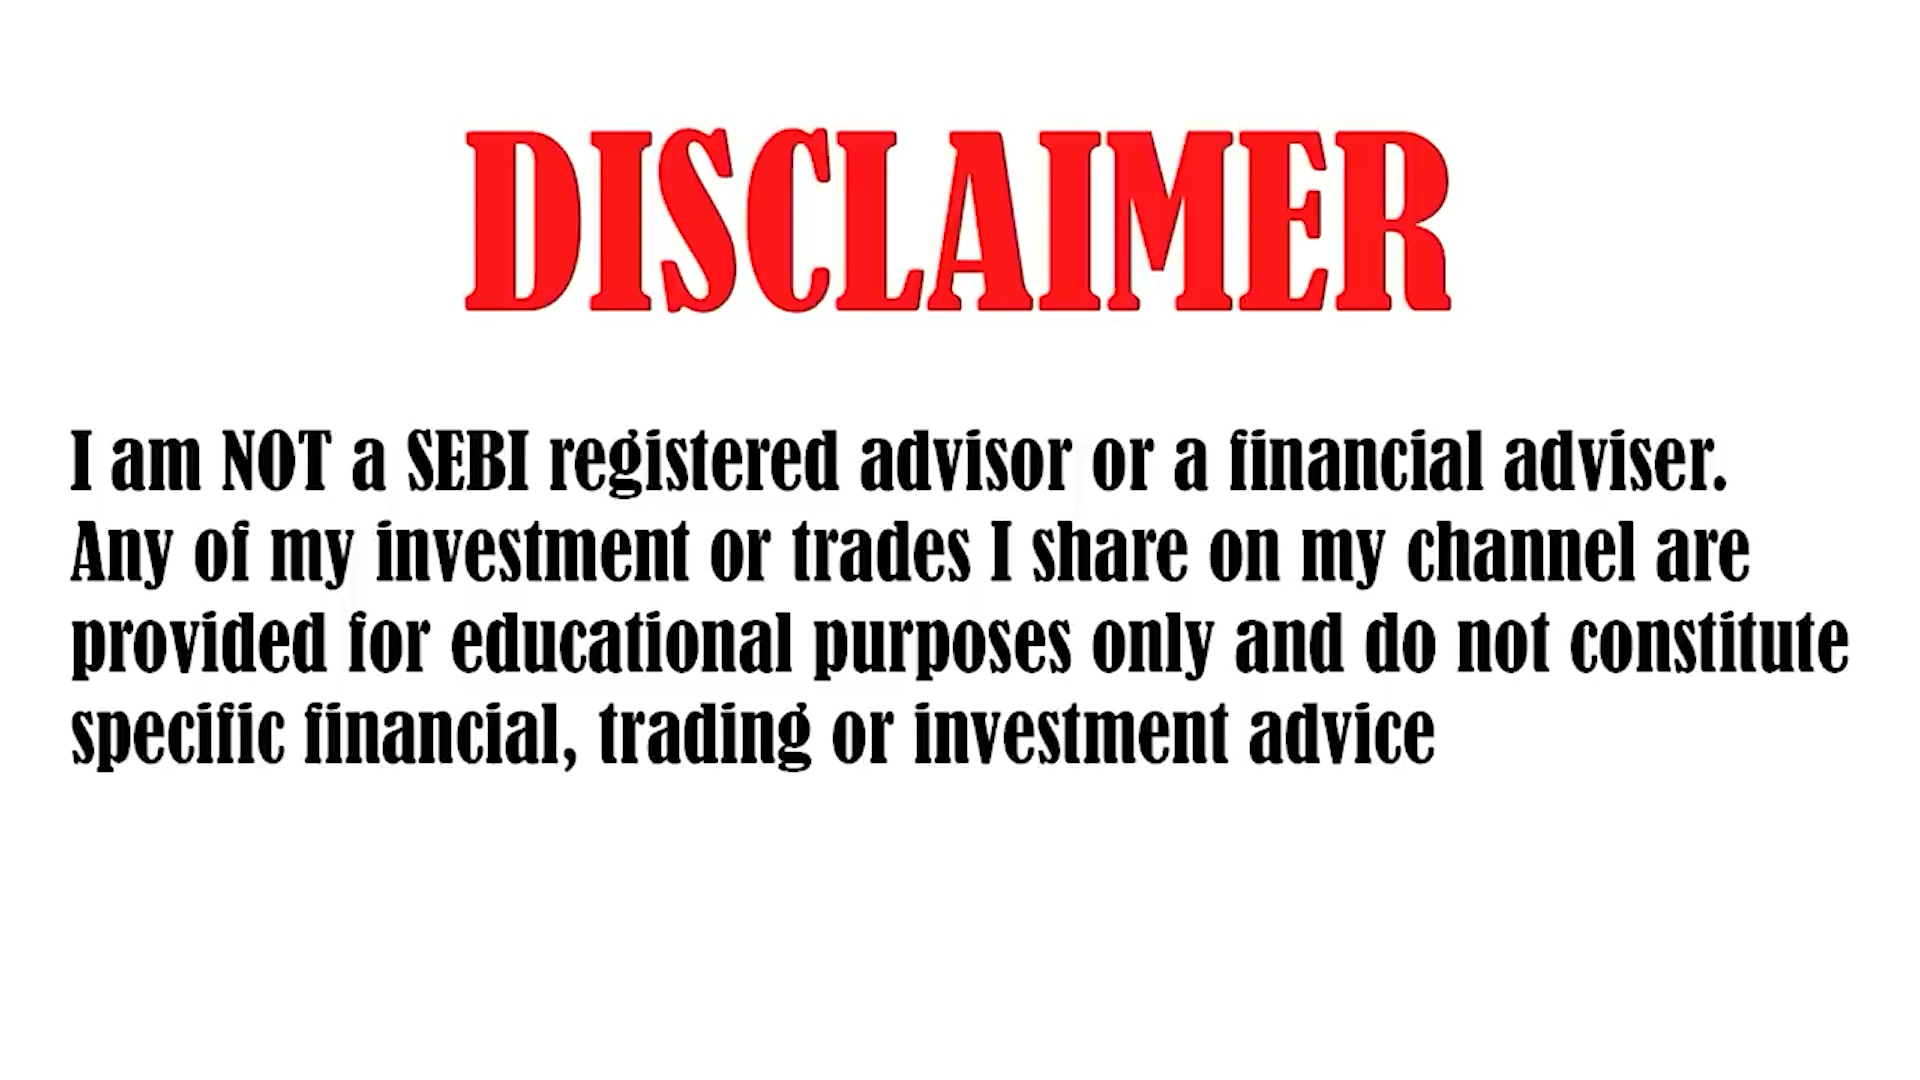 DISCLAIMER
I am NOT a SEBI registered advisor or a financial adviser.
Any of my investment or trades I share on my channel are
provided for educational purposes only and do not constitute
specific financial, trading or investment advice